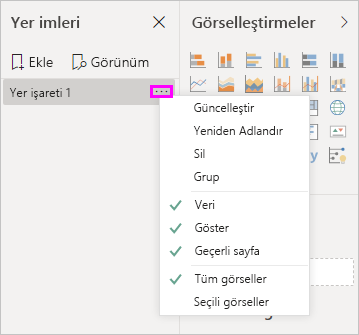 Yer imleri
Görselleştirmeler
Ekle
Görünüm
Yer işareti 1
Güncelleştir
Yeniden Adlandır
Sil
Grup
Veri
Göster
Geçerli sayfa
Tüm görseller
Seçili görseller